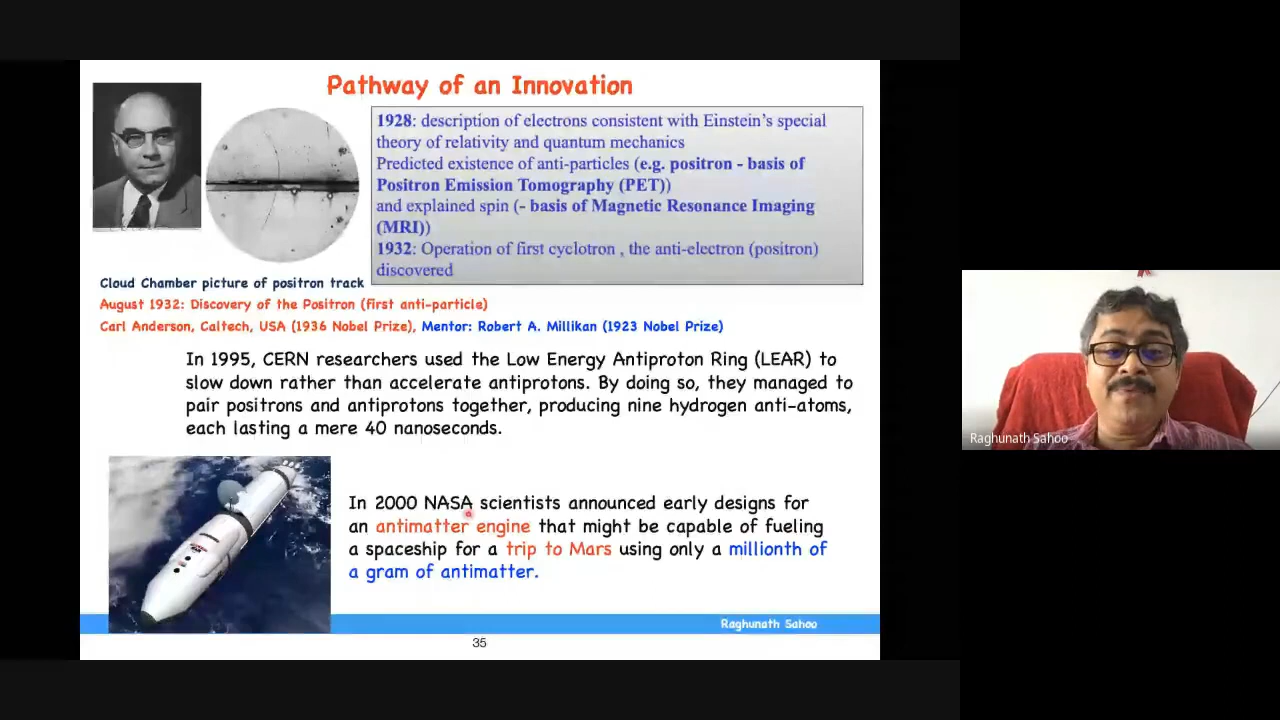 Pathway of an Innovation
1928: description of electrons consistent with Einstein's special
theory of relativity and quantum mechanics
Predicted existence of anti-particles (e.g. positron - basis of
Positron Emission Tomography (PET))
and explained spin (- basis of Magnetic Resonance Imaging
(MRI))
1932: Operation of first cyclotron , the anti-electron (positron)
discovered
Cloud Chamber picture of positron track
August 1932: Discovery of the Positron (first anti-particle)
Carl Anderson, Caltech, USA (1936 Nobel Prize), Mentor: Robert A. Millikan (1923 Nobel Prize)
In 1995, CERN researchers used the Low Energy Antiproton Ring (LEAR) to
slow down rather than accelerate antiprotons. By doing so, they managed to
pair positrons and antiprotons together, producing nine hydrogen anti-atoms,
each lasting a mere 40 nanoseconds.
In 2000 NASA scientists announced early designs for
an antimatter engine that might be capable of fueling
a spaceship for a trip to Mars using only a millionth of
a gram of antimatter.
Raghunath Sahoo
35
Raghunath Sahoo